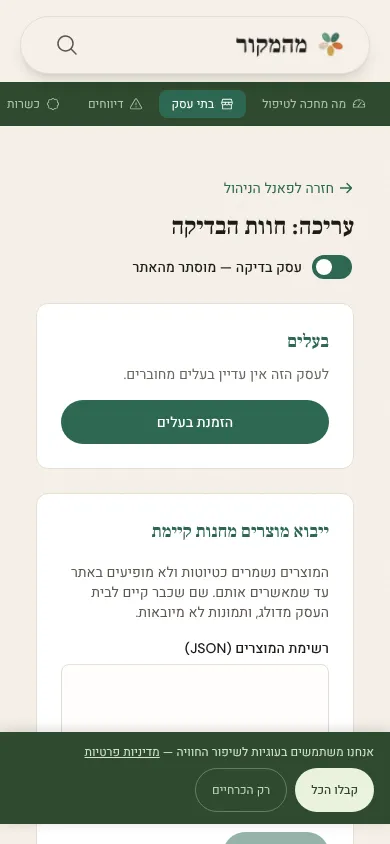 מהמקור
מה מחכה לטיפול
בתי עסק
דיווחים
כשרות
→ חזרה לפאנל הניהול
עריכה: חוות הבדיקה
עסק בדיקה — מוסתר מהאתר
בעלים
לעסק הזה אין עדיין בעלים מחוברים.
הזמנת בעלים
ייבוא מוצרים מחנות קיימת
המוצרים נשמרים כטיוטות ולא מופיעים באתר
עד שמאשרים אותם. שם שכבר קיים לבית
העסק מדולג, ותמונות לא מיובאות.
רשימת המוצרים (JSON)
אנחנו משתמשים בעוגיות לשיפור החוויה — מדיניות פרטיות
קבלו הכל
רק הכרחיים